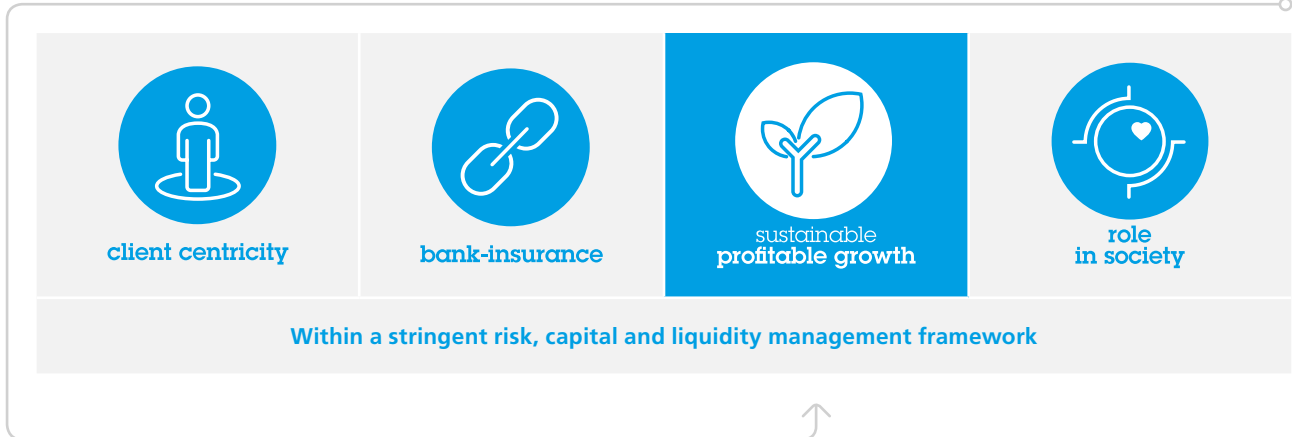 client centricity
bank-insurance
sustainable
profitable growth
role
in society
Within a stringent risk, capital and liquidity management framework